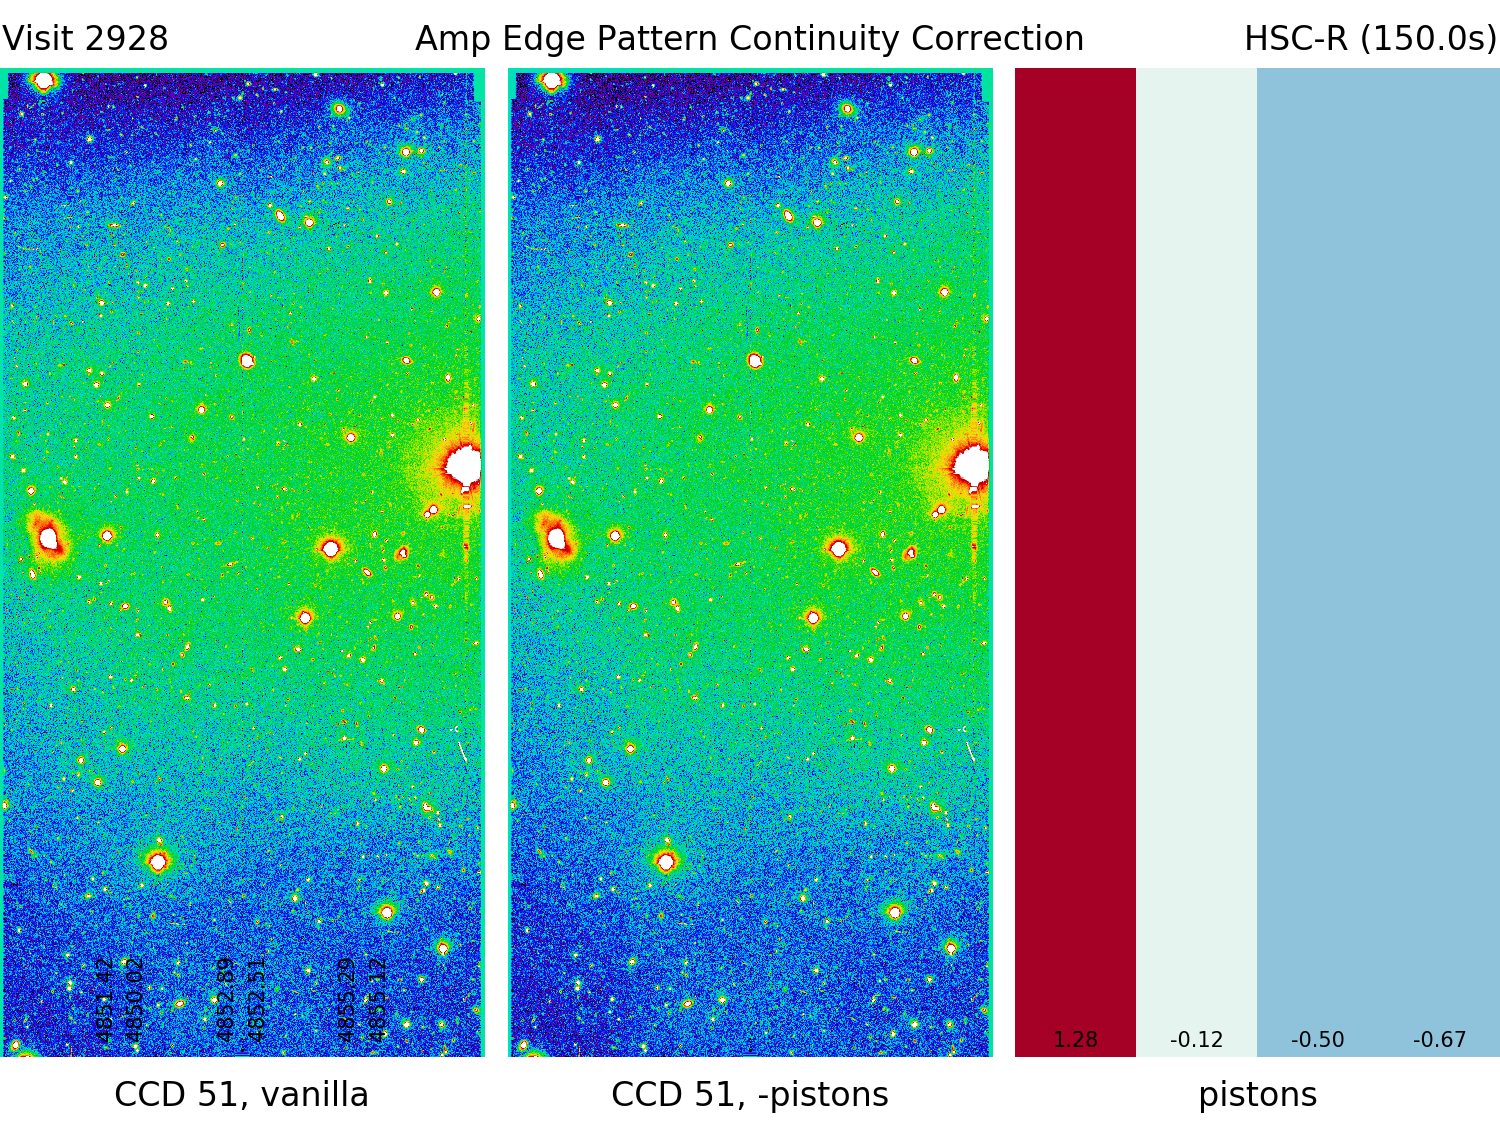 Visit 2928
Amp Edge Pattern Continuity Correction
HSC-R (150.0s)
4851.42
4850.02
4852.89
4852.51
4855.29
4855.12
1.28
-0.12
-0.50
-0.67
CCD 51, vanilla
CCD 51, -pistons
pistons